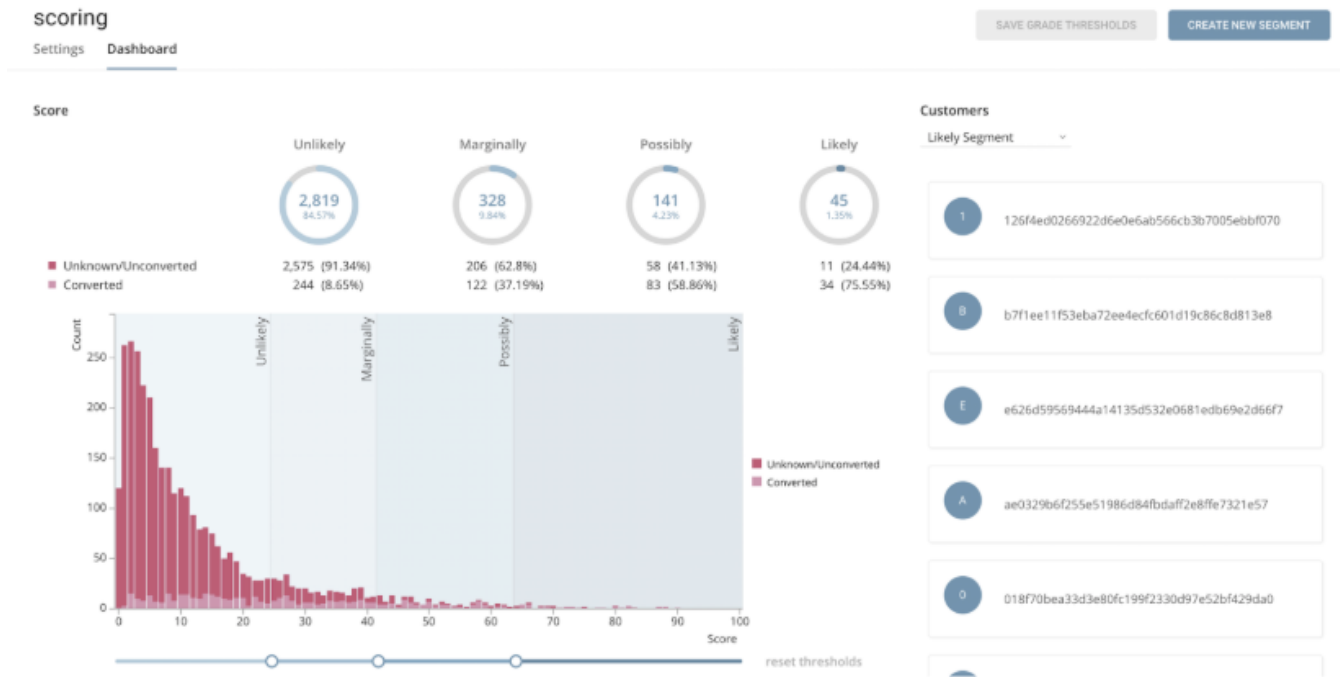 scoring
SAVE GRADE THRESHOLDS
CREATE NEW SEGMENT
Settings Dashboard
Score
Customers
Likely Segment
Unlikely Marginally Possibly Likely
2,819 328 141 45
84.57% 9.84% 4.23% 1.35%
Unknown/Unconverted 2,575 (91.34%) 206 (62.8%) 58 (41.13%) 11 (24.44%)
Converted 244 (8.65%) 122 (37.19%) 83 (58.86%) 34 (75.55%)
Count
Unlikely
Marginally
Possibly
Likely
250
200
150
100
50
0
0 10 20 30 40 50 60 70 80 90 100
Score
Unknown/Unconverted
Converted
reset thresholds
1 126f4ed0266922d6e0e6ab566cb3b7005ebbf070
B b7f1ee11f53eba72ee4ecfc601d19c86c8d813e8
E e626d59569444a14135d532e0681edb69e2d66f7
A ae0329b6f255e51986d84fbdaff2e8ffe7321e57
0 018f70bea33d3e80fc199f2330d97e52bf429da0